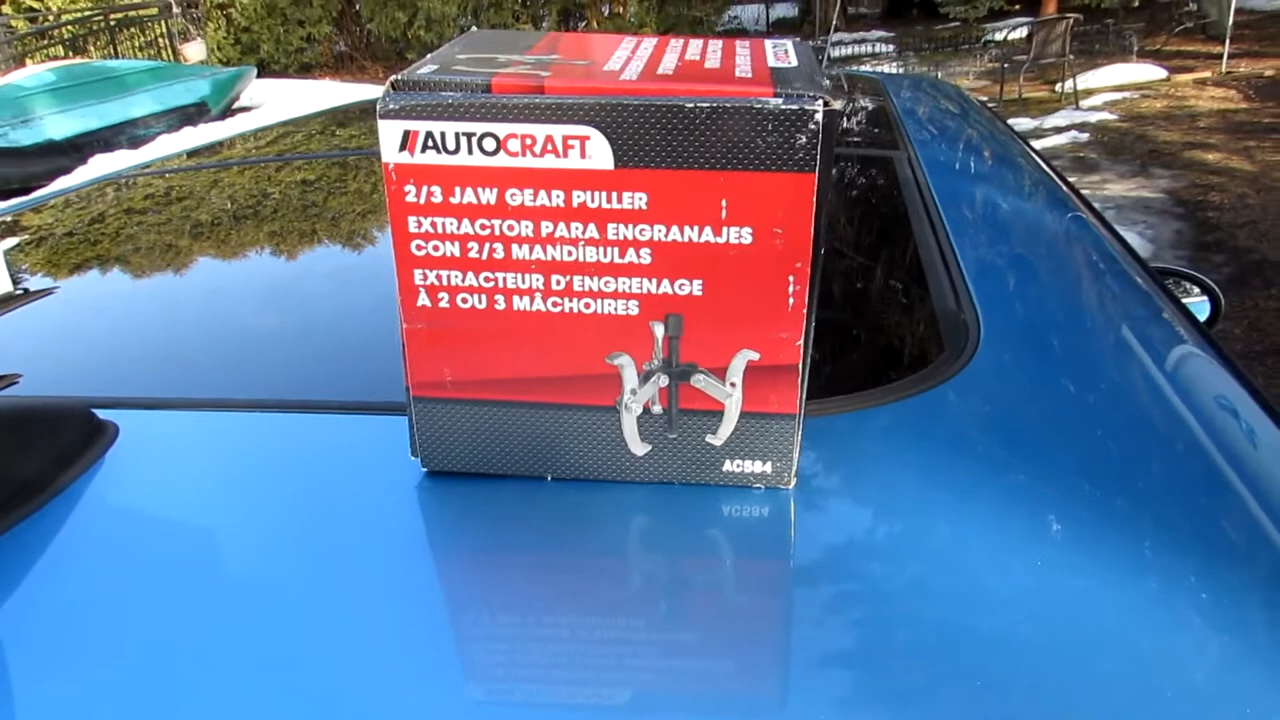 AUTOCRAFT
2/3 JAW GEAR PULLER
EXTRACTOR PARA ENGRANAJES
CON 2/3 MANDÍBULAS
EXTRACTEUR D'ENGRENAGE
À 2 OU 3 MÂCHOIRES
AC584